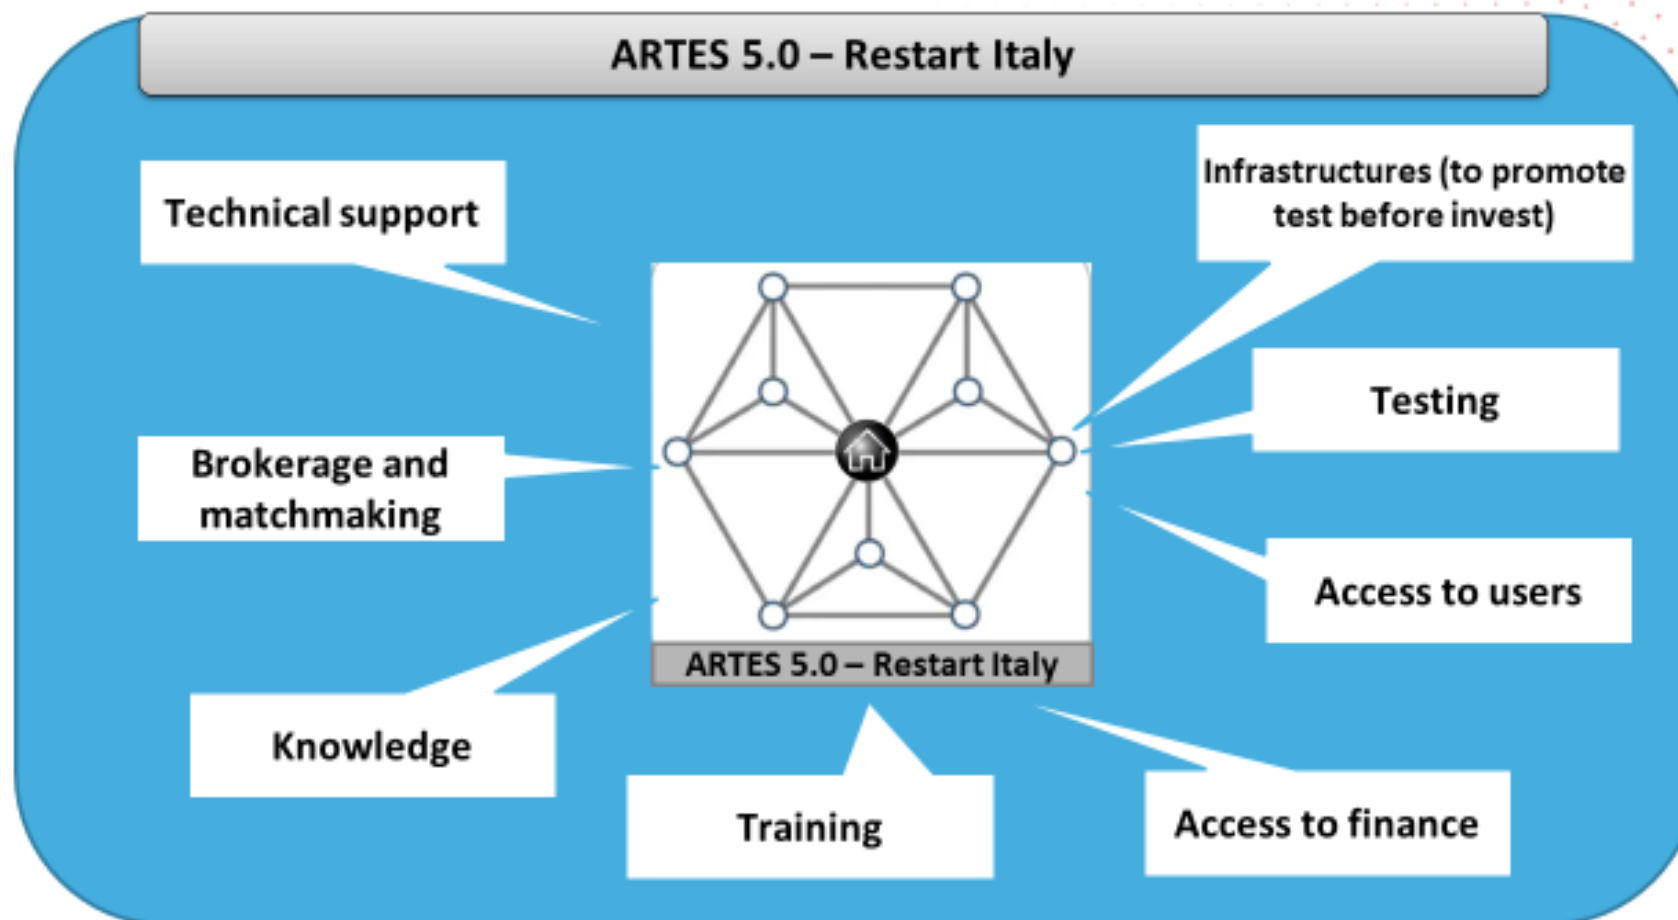 ARTES 5.0 – Restart Italy
Technical support
Infrastructures (to promote
test before invest)
Testing
Brokerage and
matchmaking
Access to users
ARTES 5.0 – Restart Italy
Knowledge
Training
Access to finance